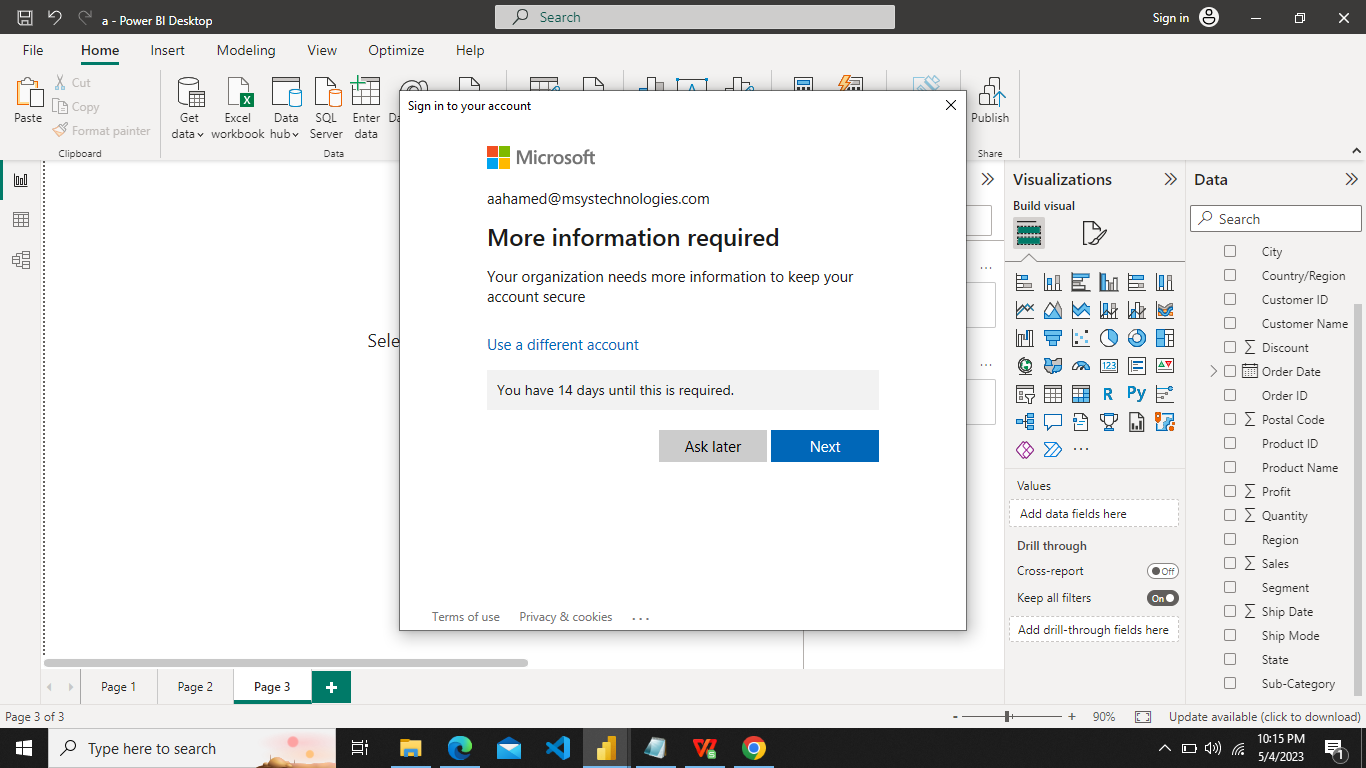 a - Power BI Desktop
Search
Sign in
File
Home
Insert
Modeling
View
Optimize
Help
Paste
Cut
Copy
Format painter
Clipboard
Get
data
Excel
workbook
Data
hub
SQL
Server
Enter
data
Data
Publish
Share
Sign in to your account
Microsoft
aahamed@msystechnologies.com
More information required
Your organization needs more information to keep your
account secure
Use a different account
You have 14 days until this is required.
Ask later
Next
Terms of use
Privacy & cookies
...
Sele
Visualizations
Build visual
123
R
Py
...
Values
Add data fields here
Drill through
Cross-report
Off
Keep all filters
On
Add drill-through fields here
Data
Search
City
Country/Region
Customer ID
Customer Name
Discount
Order Date
Order ID
Postal Code
Product ID
Product Name
Profit
Quantity
Region
Sales
Segment
Ship Date
Ship Mode
State
Sub-Category
Page 1
Page 2
Page 3
Page 3 of 3
- + 90%
Update available (click to download)
Type here to search
10:15 PM
5/4/2023
1